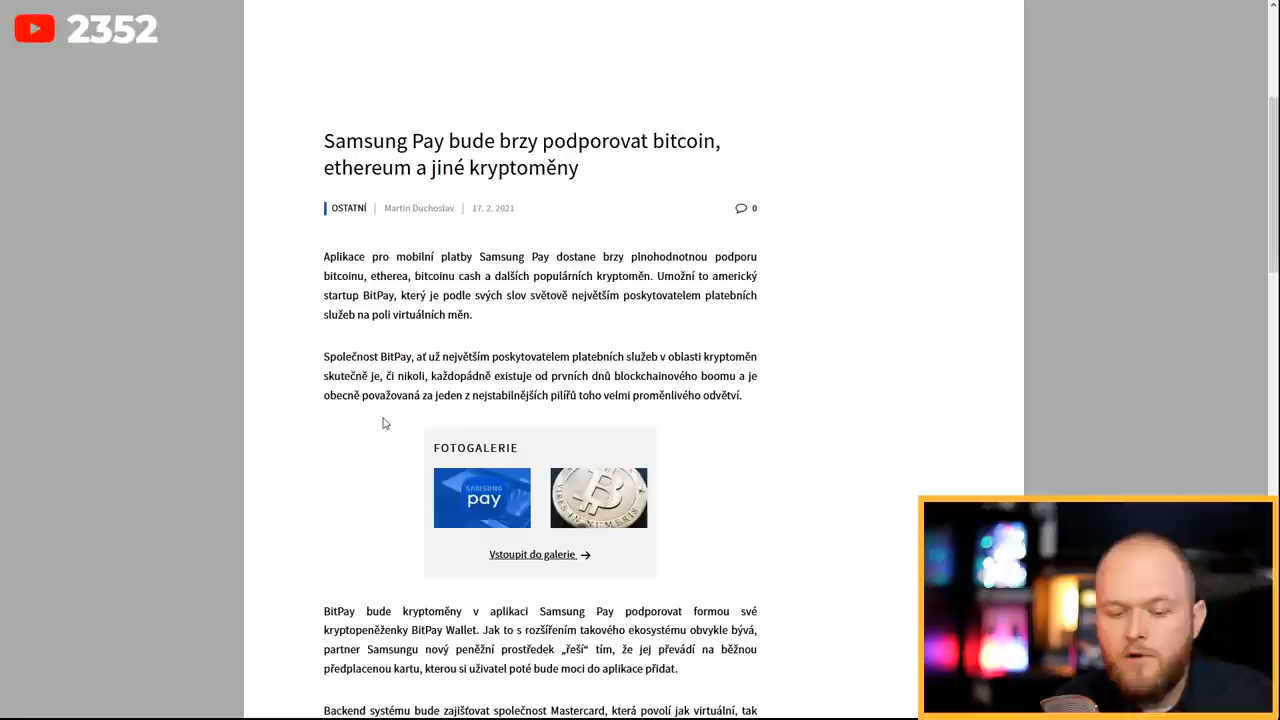 2352
Samsung Pay bude brzy podporovat bitcoin,
ethereum a jiné kryptoměny
OSTATNÍ | Martin Duchoslav | 17. 2. 2021
0
Aplikace pro mobilní platby Samsung Pay dostane brzy plnohodnotnou podporu
bitcoinu, etherea, bitcoinu cash a dalších populárních kryptoměn. Umožní to americký
startup BitPay, který je podle svých slov světově největším poskytovatelem platebních
služeb na poli virtuálních měn.
Společnost BitPay, ať už největším poskytovatelem platebních služeb v oblasti kryptoměn
skutečně je, či nikoli, každopádně existuje od prvních dnů blockchainového boomu a je
obecně považovaná za jeden z nejstabilnějších pilířů toho velmi proměnlivého odvětví.
FOTOGALERIE
SAMSUNG
pay
VIRES IN NUMERIS
Vstoupit do galerie →
BitPay bude kryptoměny v aplikaci Samsung Pay podporovat formou své
kryptopeněženky BitPay Wallet. Jak to s rozšířením takového ekosystému obvykle bývá,
partner Samsungu nový peněžní prostředek „řeší“ tím, že jej převádí na běžnou
předplacenou kartu, kterou si uživatel poté bude moci do aplikace přidat.
Backend systému bude zajišťovat společnost Mastercard, která povolí jak virtuální, tak